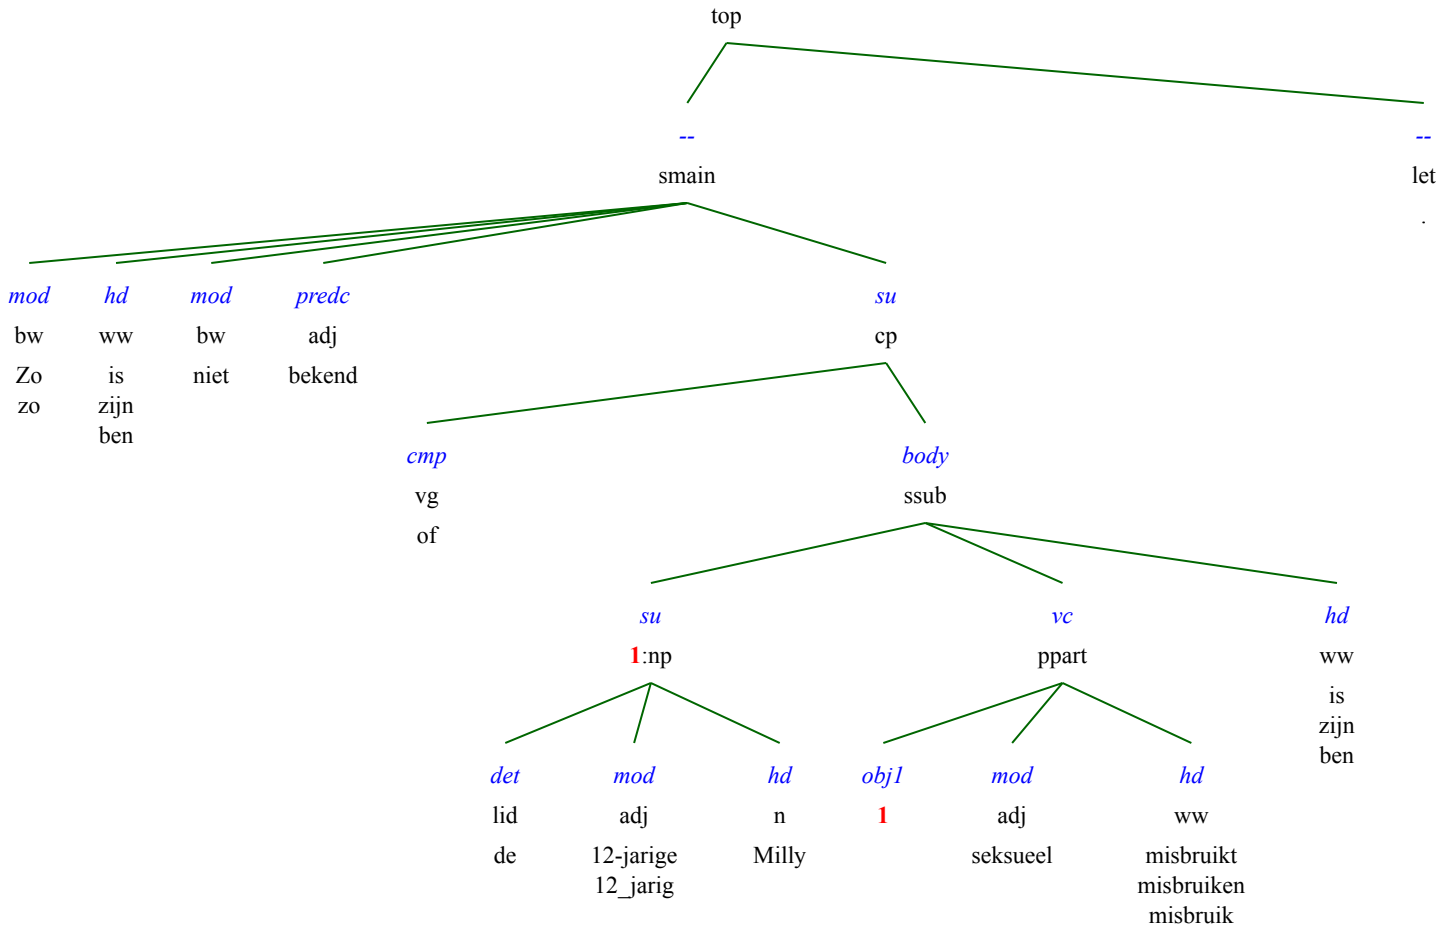 top
-- --
smain let
.
mod hd mod predc su
bw ww bw adj cp
Zo is niet bekend
zo zijn
ben
cmp body
vg ssub
of
su vc hd
1:np ppart ww
is
zijn
ben
det mod hd obj1 mod hd
lid adj n 1 adj ww
de 12-jarige Milly seksueel misbruikt
12_jarig misbruiken
misbruik